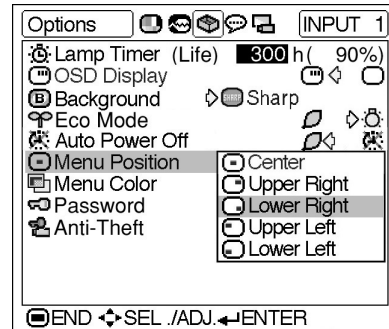 Options INPUT 1
Lamp Timer (Life) 300 h( 90%)
OSD Display
B Background SHARP Sharp
Eco Mode
Auto Power Off
Menu Position Center
Menu Color Upper Right
Password Lower Right
Anti-Theft Upper Left
Lower Left
END SEL ./ADJ. ENTER